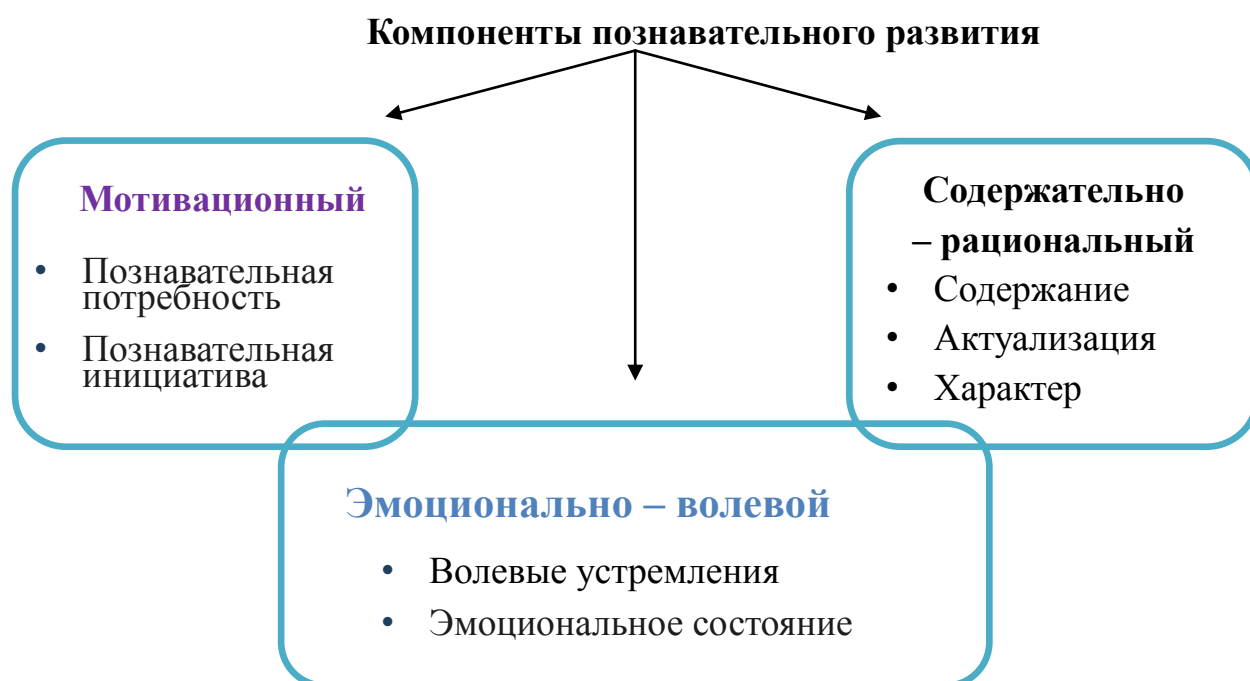 Компоненты познавательного развития
Мотивационный
• Познавательная
потребность
• Познавательная
инициатива
Содержательно
– рациональный
• Содержание
• Актуализация
• Характер
Эмоционально – волевой
• Волевые устремления
• Эмоциональное состояние